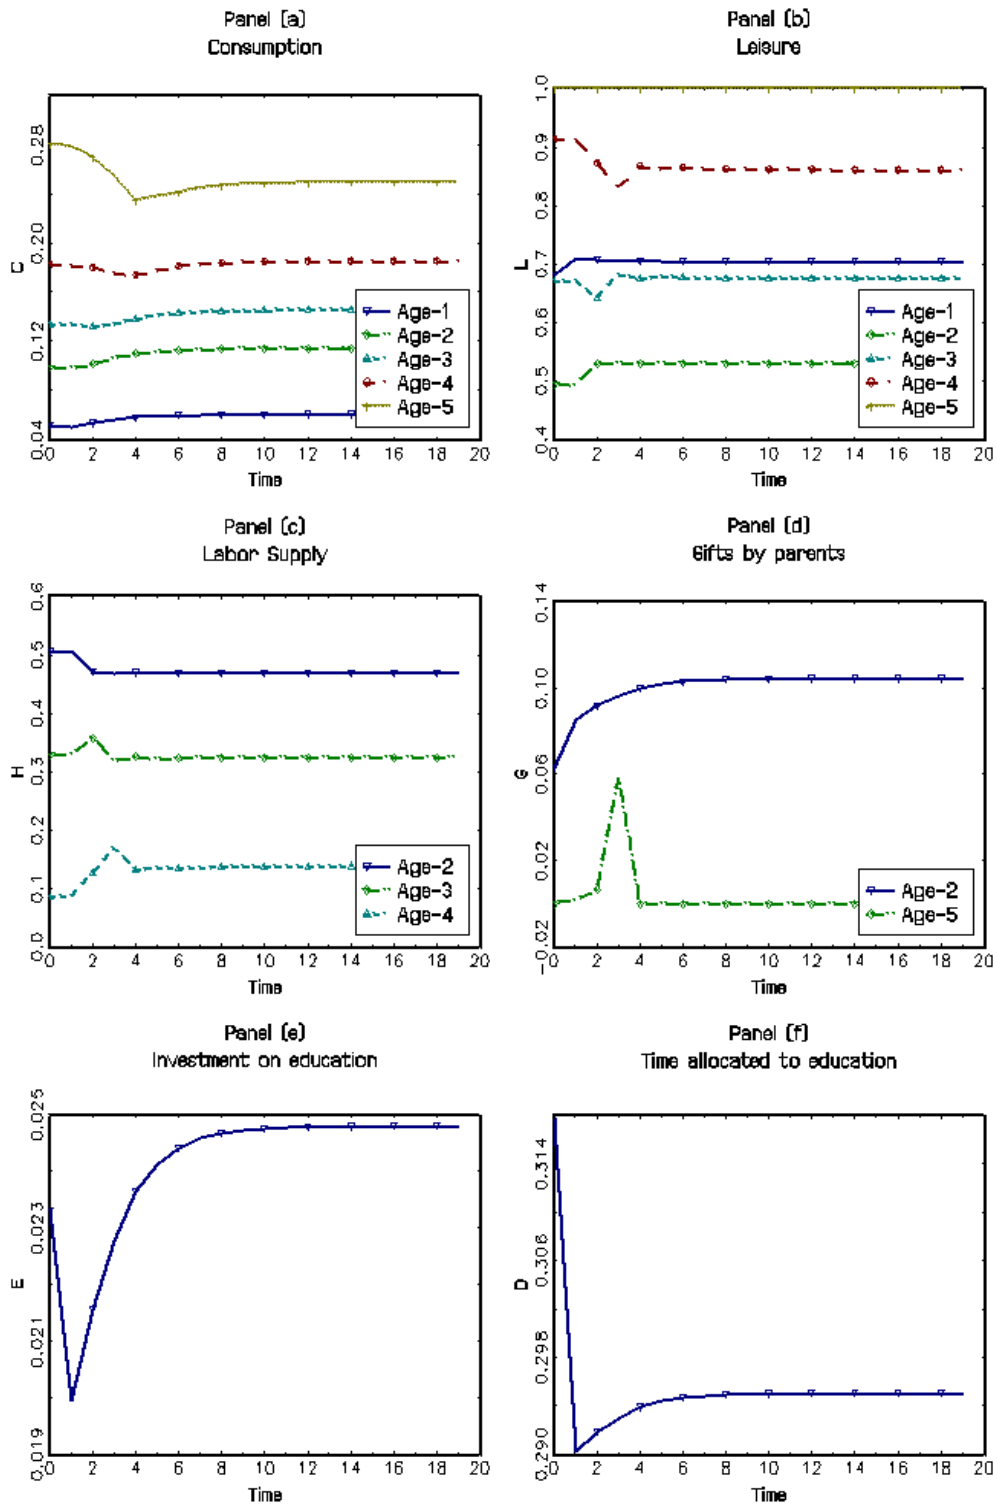 Panel (a)
Consumption
C
0.04 0.12 0.20 0.28
0 2 4 6 8 10 12 14 16 18 20
Time
Age-1
Age-2
Age-3
Age-4
Age-5
Panel (b)
Leisure
L
0.4 0.5 0.6 0.7 0.8 0.9 1.0
0 2 4 6 8 10 12 14 16 18 20
Time
Age-1
Age-2
Age-3
Age-4
Age-5
Panel (c)
Labor Supply
H
0.0 0.1 0.2 0.3 0.4 0.5 0.6
0 2 4 6 8 10 12 14 16 18 20
Time
Age-2
Age-3
Age-4
Panel (d)
Gifts by parents
G
-0.02 0.02 0.06 0.10 0.14
0 2 4 6 8 10 12 14 16 18 20
Time
Age-2
Age-5
Panel (e)
Investment on education
E
0.019 0.021 0.023 0.025
0 2 4 6 8 10 12 14 16 18 20
Time
Panel (f)
Time allocated to education
D
0.290 0.298 0.306 0.314
0 2 4 6 8 10 12 14 16 18 20
Time